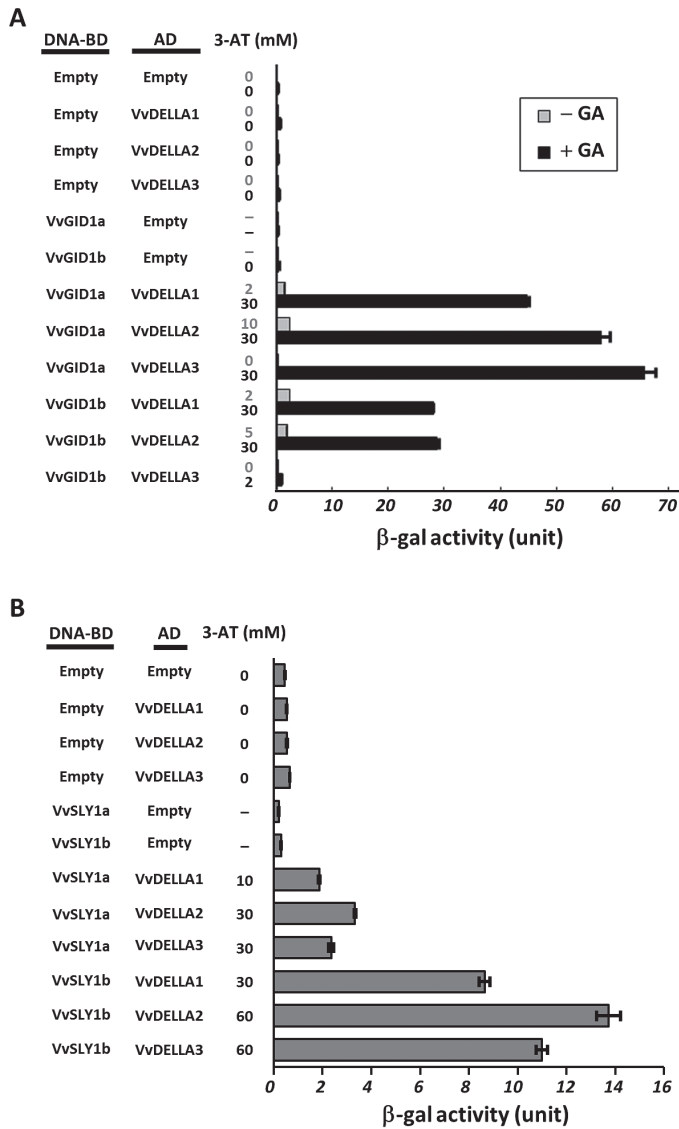 A
DNA-BD AD 3-AT (mM)
Empty Empty 0 0
Empty VvDELLA1 0 0
Empty VvDELLA2 0 0
Empty VvDELLA3 0 0
VvGID1a Empty – –
VvGID1b Empty – 0
VvGID1a VvDELLA1 2 30
VvGID1a VvDELLA2 10 30
VvGID1a VvDELLA3 0 30
VvGID1b VvDELLA1 2 30
VvGID1b VvDELLA2 5 30
VvGID1b VvDELLA3 0 2
– GA
+ GA
0 10 20 30 40 50 60 70
β-gal activity (unit)
B
DNA-BD AD 3-AT (mM)
Empty Empty 0
Empty VvDELLA1 0
Empty VvDELLA2 0
Empty VvDELLA3 0
VvSLY1a Empty –
VvSLY1b Empty –
VvSLY1a VvDELLA1 10
VvSLY1a VvDELLA2 30
VvSLY1a VvDELLA3 30
VvSLY1b VvDELLA1 30
VvSLY1b VvDELLA2 60
VvSLY1b VvDELLA3 60
0 2 4 6 8 10 12 14 16
β-gal activity (unit)